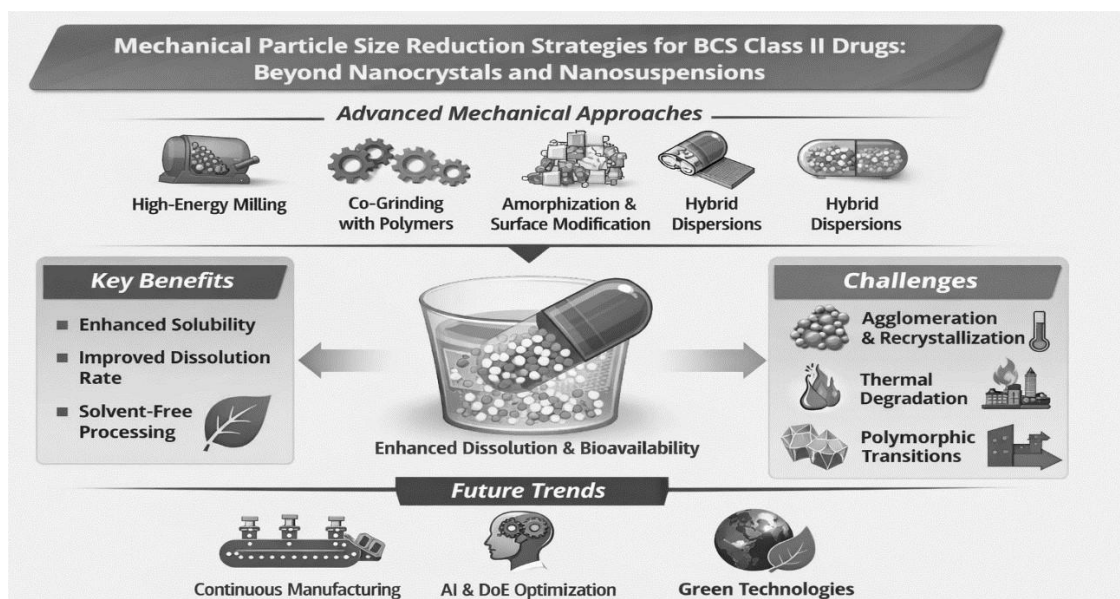 Mechanical Particle Size Reduction Strategies for BCS Class II Drugs:
Beyond Nanocrystals and Nanosuspensions
Advanced Mechanical Approaches
High-Energy Milling
Co-Grinding
with Polymers
Amorphization &
Surface Modification
Hybrid
Dispersions
Hybrid
Dispersions
Key Benefits
Enhanced Solubility
Improved Dissolution
Rate
Solvent-Free
Processing
Enhanced Dissolution & Bioavailability
Challenges
Agglomeration
& Recrystallization
Thermal
Degradation
Polymorphic
Transitions
Future Trends
Continuous Manufacturing
AI & DoE Optimization
Green Technologies